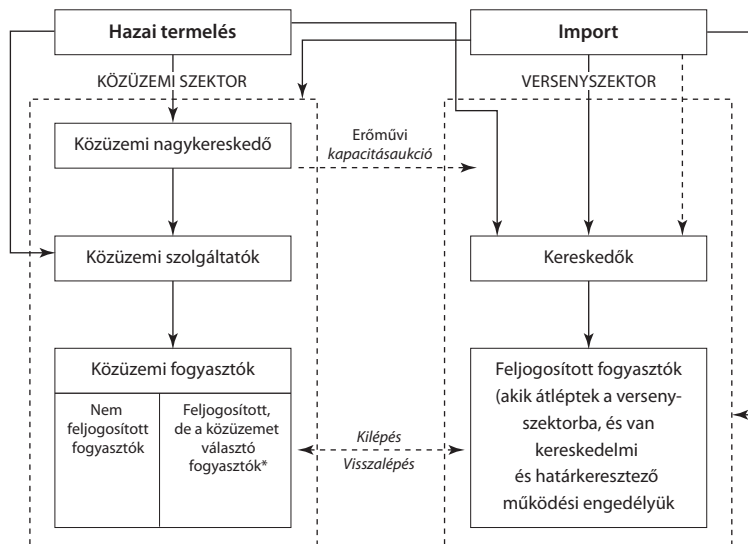 Hazai termelés
Import
KÖZÜZEMI SZEKTOR
VERSENYSZEKTOR
Közüzemi nagykereskedő
Erőművi
kapacitásaukció
Közüzemi szolgáltatók
Kereskedők
Közüzemi fogyasztók
Nem
feljogosított
fogyasztók
Feljogosított,
de a közüzemet
választó
fogyasztók*
Kilépés
Visszalépés
Feljogosított fogyasztók
(akik átléptek a verseny-
szektorba, és van
kereskedelmi
és határkeresztező
működési engedélyük